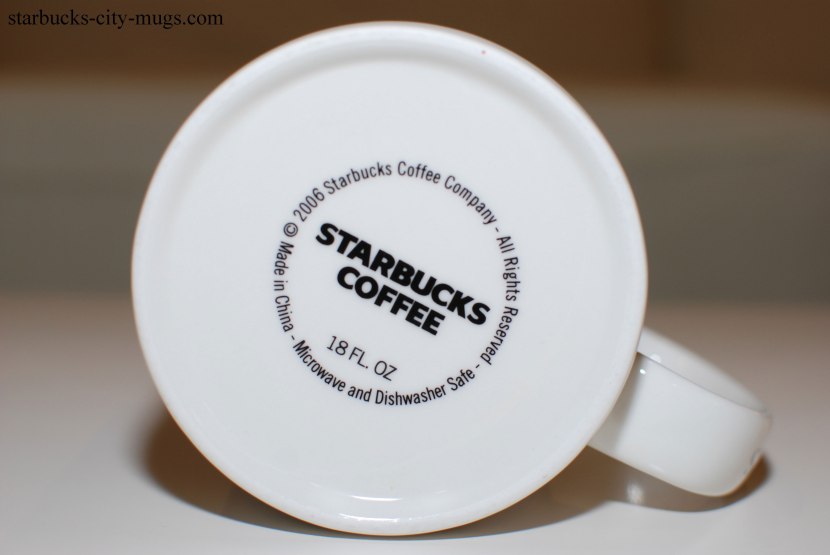 starbucks-city-mugs.com
© 2006 Starbucks Coffee Company - All Rights Reserved - Microwave and Dishwasher Safe - Made in China
STARBUCKS
COFFEE
18 FL. OZ